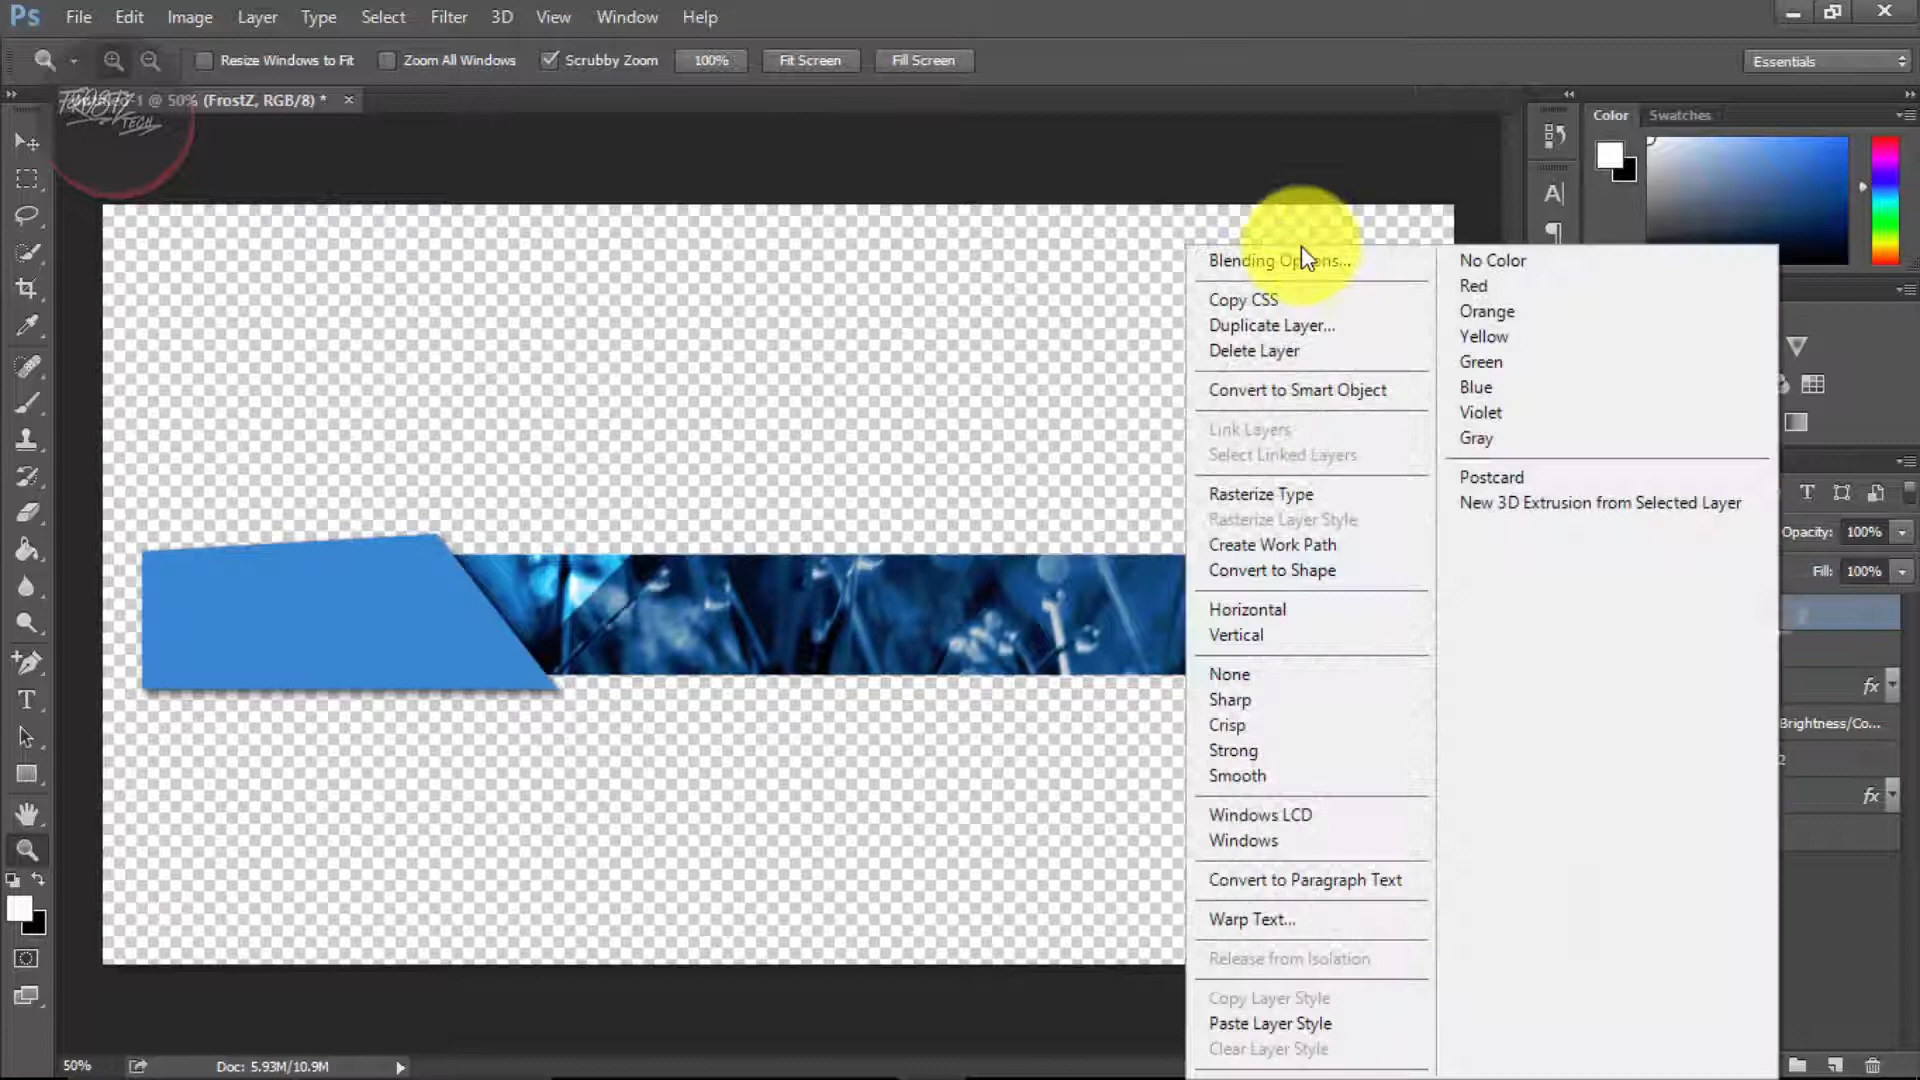 Ps File Edit Image Layer Type Select Filter 3D View Window Help
Resize Windows to Fit Zoom All Windows Scrubby Zoom 100% Fit Screen Fill Screen Essentials
FROSTZ TECH
-1 @ 50% (FrostZ, RGB/8) * ×
Color Swatches
Blending Options...
Copy CSS
Duplicate Layer...
Delete Layer
Convert to Smart Object
Link Layers
Select Linked Layers
Rasterize Type
Rasterize Layer Style
Create Work Path
Convert to Shape
Horizontal
Vertical
None
Sharp
Crisp
Strong
Smooth
Windows LCD
Windows
Convert to Paragraph Text
Warp Text...
Release from Isolation
Copy Layer Style
Paste Layer Style
Clear Layer Style
No Color
Red
Orange
Yellow
Green
Blue
Violet
Gray
Postcard
New 3D Extrusion from Selected Layer
Opacity: 100%
Fill: 100%
fx
Brightness/Co...
2
fx
50% Doc: 5.93M/10.9M